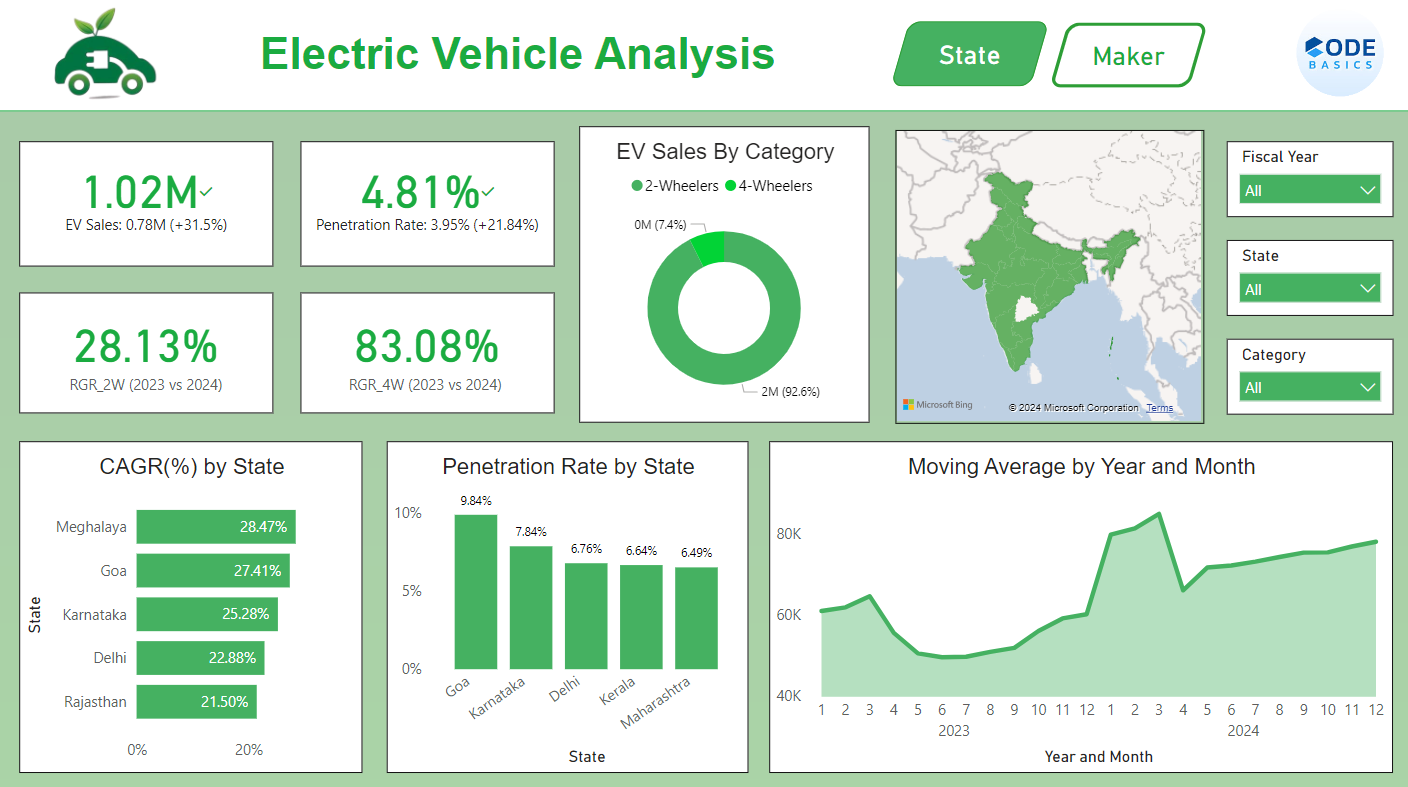 Electric Vehicle Analysis
State
Maker
CODE
BASICS
1.02M
EV Sales: 0.78M (+31.5%)
4.81%
Penetration Rate: 3.95% (+21.84%)
28.13%
RGR_2W (2023 vs 2024)
83.08%
RGR_4W (2023 vs 2024)
EV Sales By Category
2-Wheelers 4-Wheelers
0M (7.4%)
2M (92.6%)
Microsoft Bing
© 2024 Microsoft Corporation Terms
Fiscal Year
All
State
All
Category
All
CAGR(%) by State
State
Meghalaya 28.47%
Goa 27.41%
Karnataka 25.28%
Delhi 22.88%
Rajasthan 21.50%
0% 20%
Penetration Rate by State
10%
5%
0%
9.84%
7.84%
6.76%
6.64%
6.49%
Goa
Karnataka
Delhi
Kerala
Maharashtra
State
Moving Average by Year and Month
80K
60K
40K
1 2 3 4 5 6 7 8 9 10 11 12 1 2 3 4 5 6 7 8 9 10 11 12
2023 2024
Year and Month